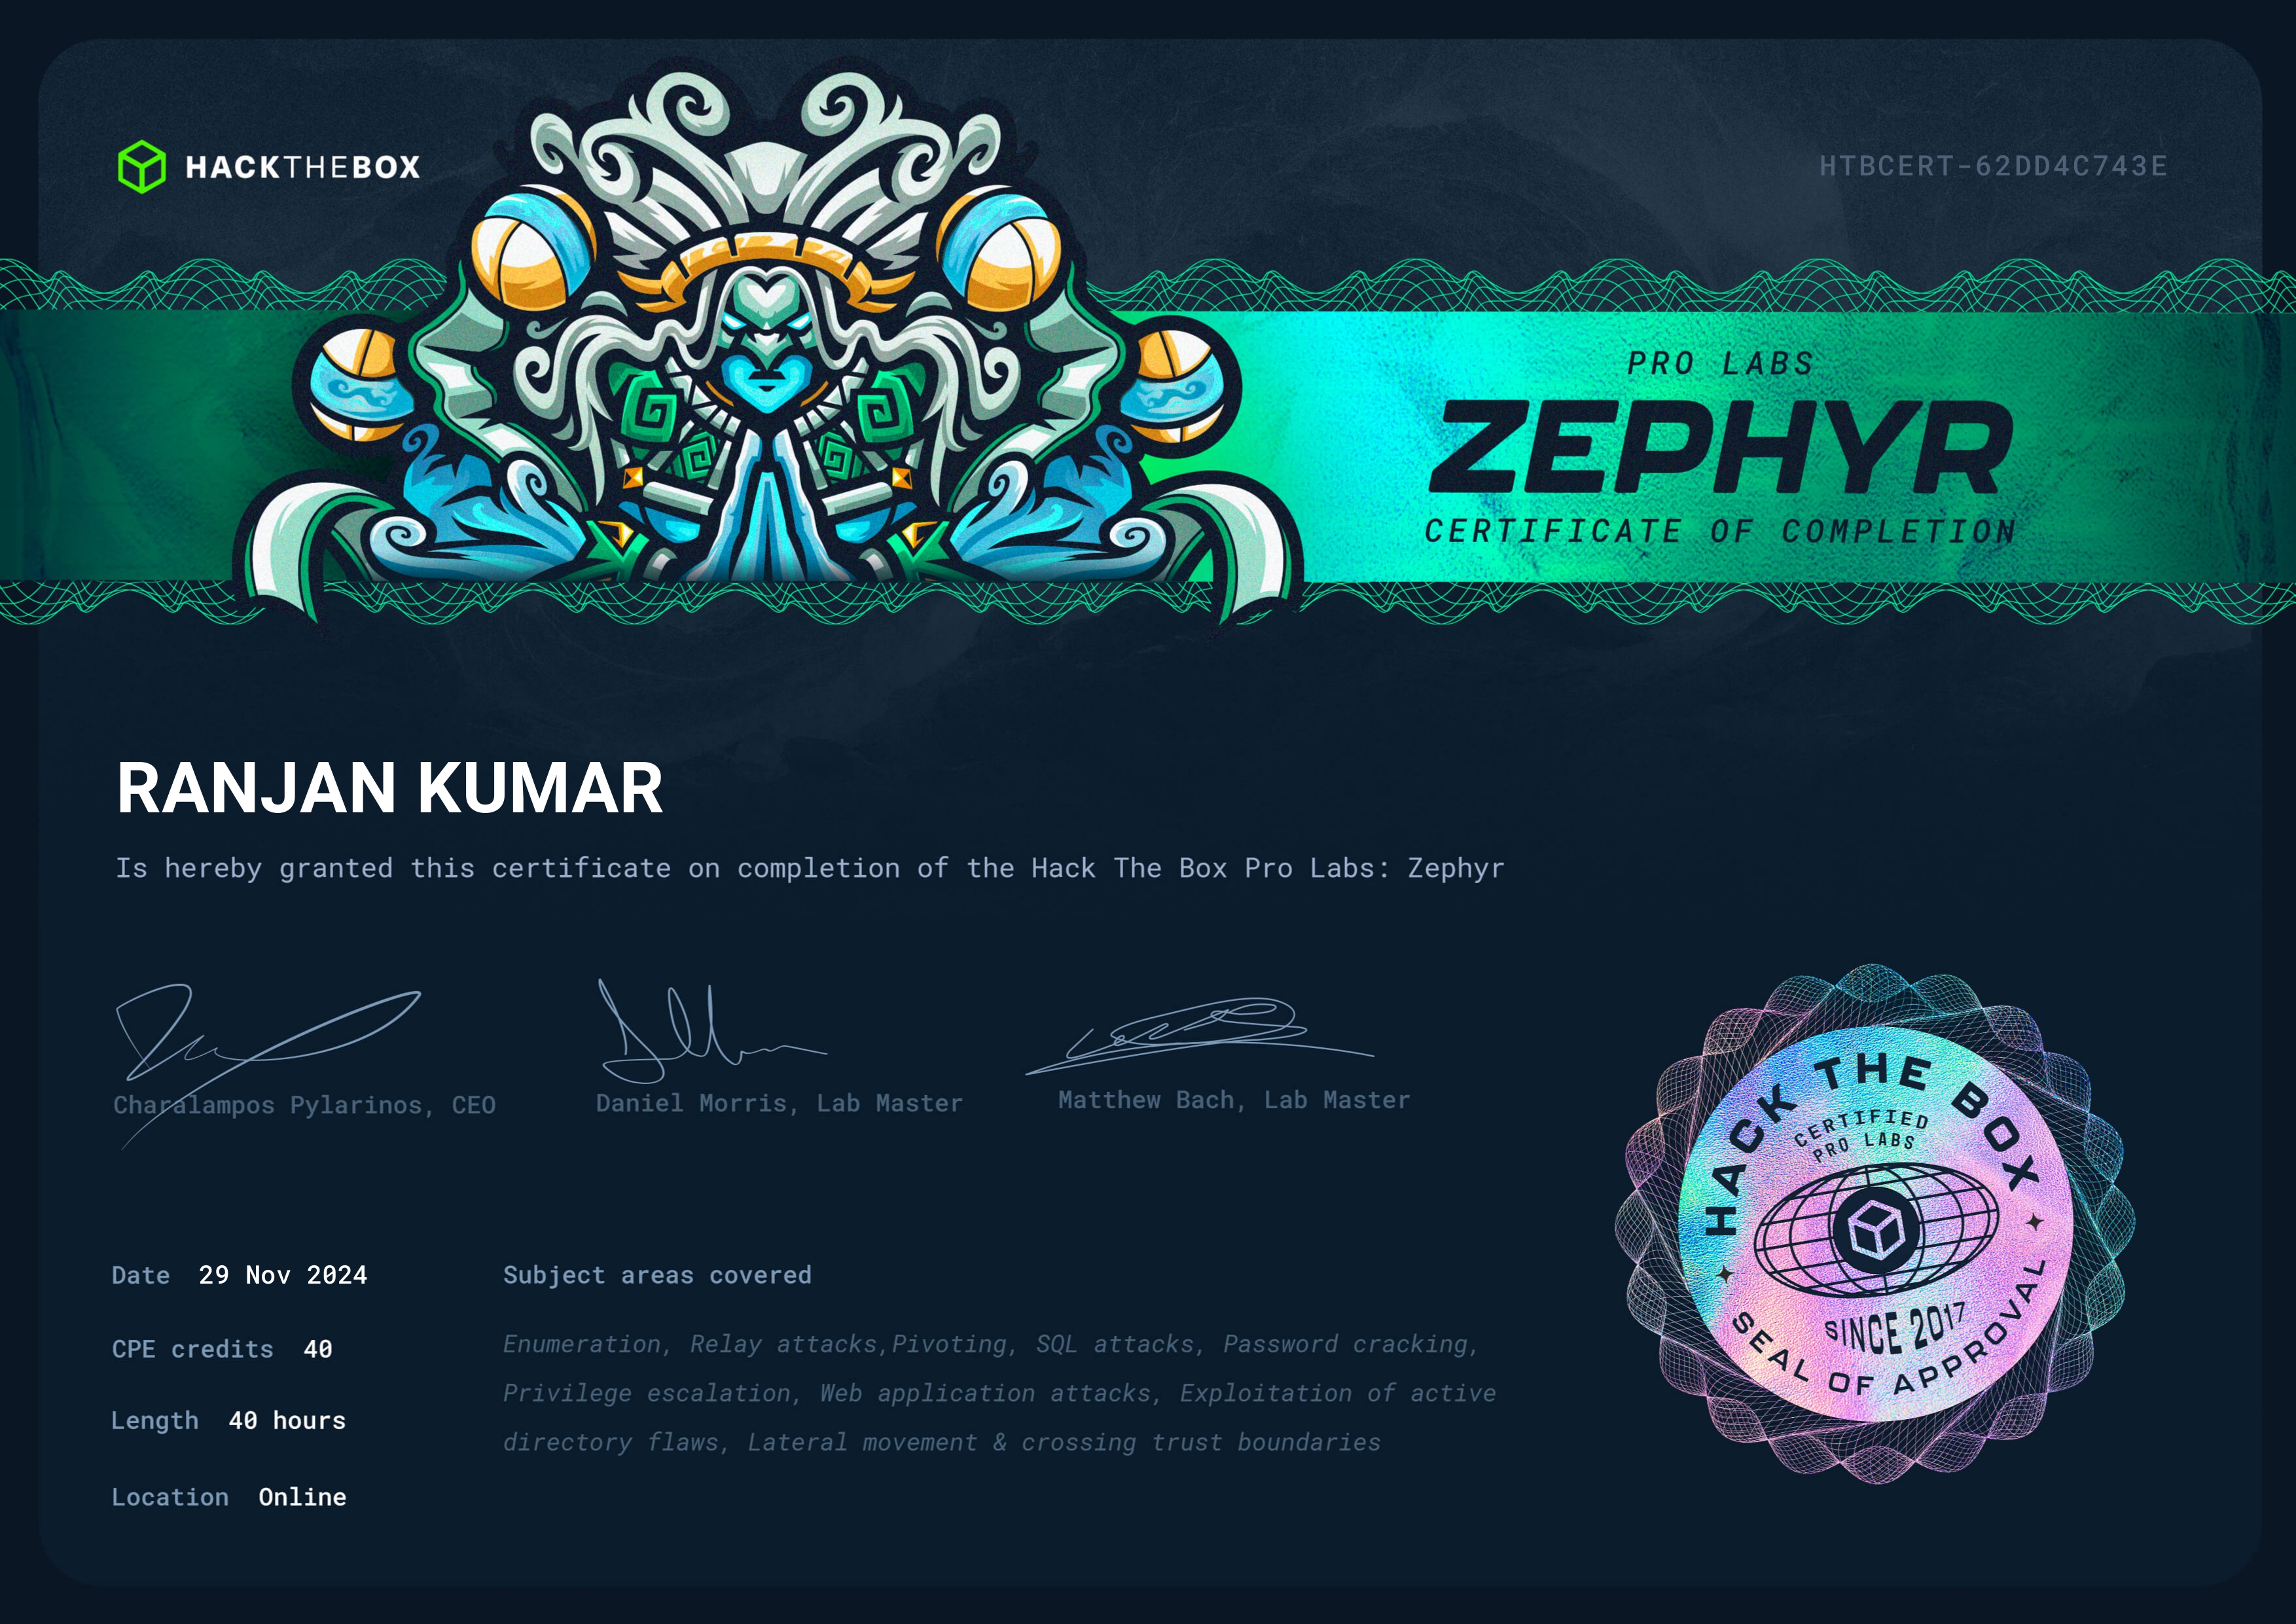 HACKTHEBOX
HTBCERT-62DD4C743E
PRO LABS
ZEPHYR
CERTIFICATE OF COMPLETION
RANJAN KUMAR
Is hereby granted this certificate on completion of the Hack The Box Pro Labs: Zephyr
Charalampos Pylarinos, CEO
Daniel Morris, Lab Master
Matthew Bach, Lab Master
Date 29 Nov 2024
CPE credits 40
Length 40 hours
Location Online
Subject areas covered
Enumeration, Relay attacks,Pivoting, SQL attacks, Password cracking,
Privilege escalation, Web application attacks, Exploitation of active
directory flaws, Lateral movement & crossing trust boundaries
HACK THE BOX
CERTIFIED
PRO LABS
SINCE 2017
SEAL OF APPROVAL